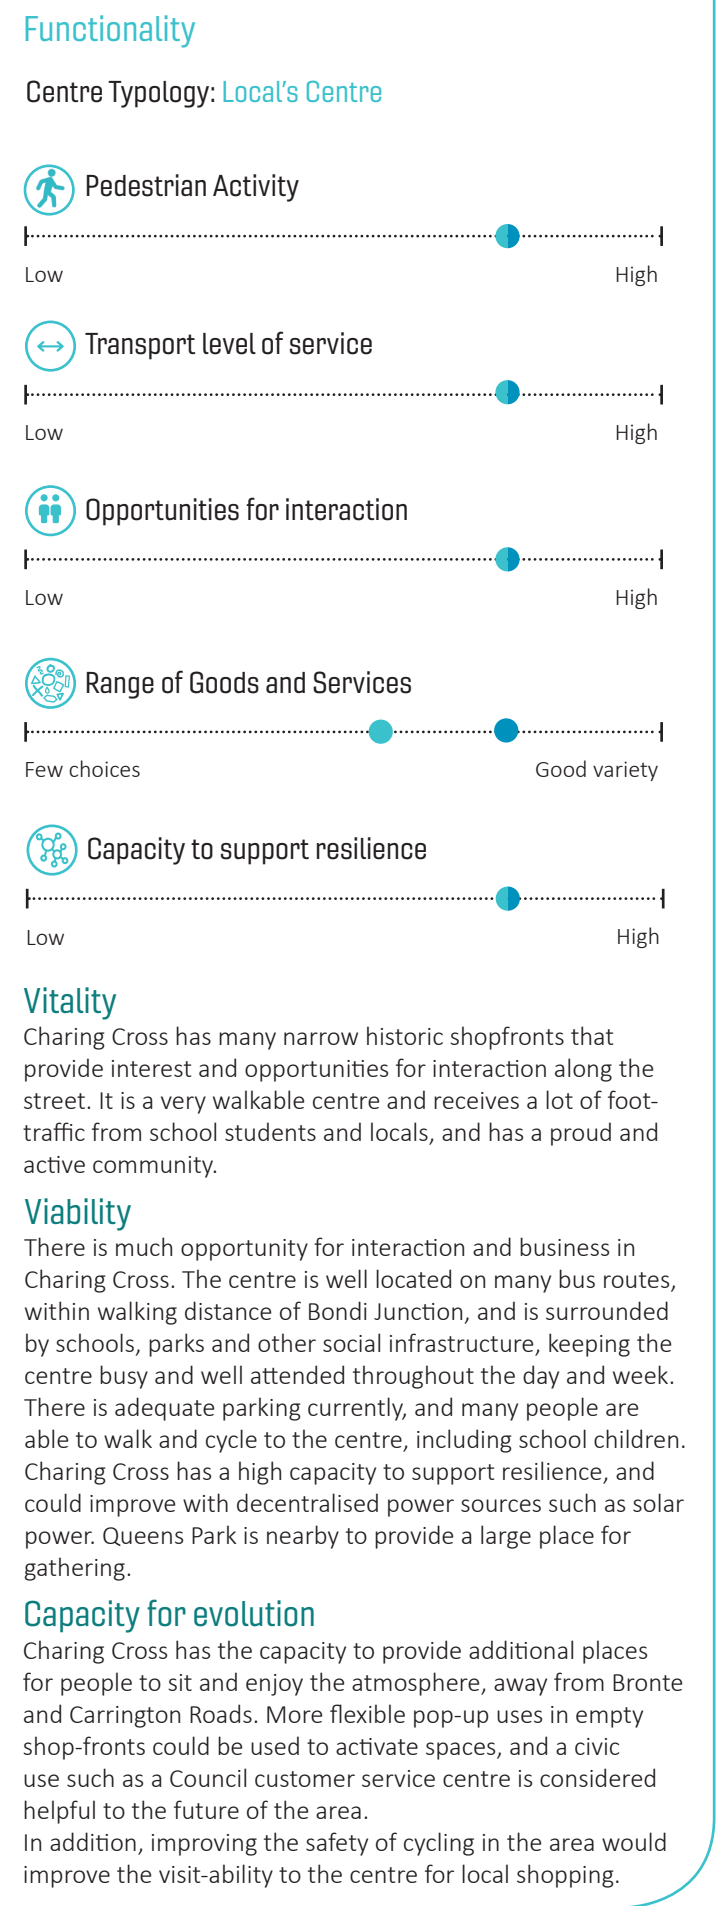 Functionality
Centre Typology: Local's Centre
Pedestrian Activity
Low High
Transport level of service
Low High
Opportunities for interaction
Low High
Range of Goods and Services
Few choices Good variety
Capacity to support resilience
Low High
Vitality
Charing Cross has many narrow historic shopfronts that
provide interest and opportunities for interaction along the
street. It is a very walkable centre and receives a lot of foot-
traffic from school students and locals, and has a proud and
active community.
Viability
There is much opportunity for interaction and business in
Charing Cross. The centre is well located on many bus routes,
within walking distance of Bondi Junction, and is surrounded
by schools, parks and other social infrastructure, keeping the
centre busy and well attended throughout the day and week.
There is adequate parking currently, and many people are
able to walk and cycle to the centre, including school children.
Charing Cross has a high capacity to support resilience, and
could improve with decentralised power sources such as solar
power. Queens Park is nearby to provide a large place for
gathering.
Capacity for evolution
Charing Cross has the capacity to provide additional places
for people to sit and enjoy the atmosphere, away from Bronte
and Carrington Roads. More flexible pop-up uses in empty
shop-fronts could be used to activate spaces, and a civic
use such as a Council customer service centre is considered
helpful to the future of the area.
In addition, improving the safety of cycling in the area would
improve the visit-ability to the centre for local shopping.